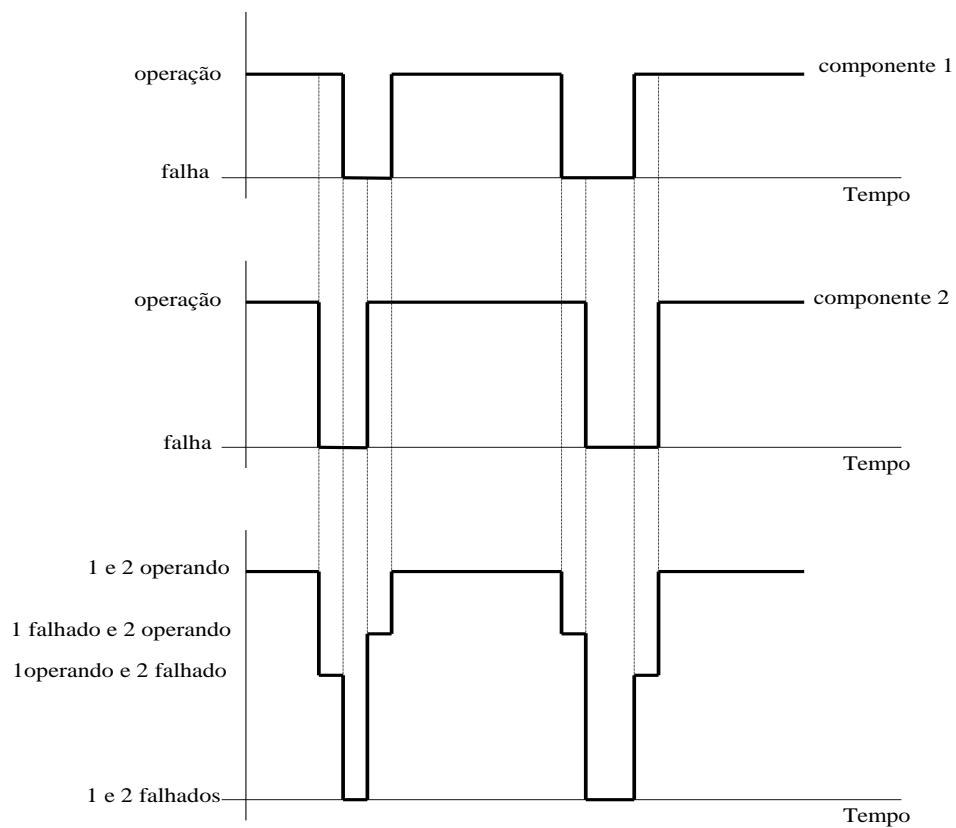 operação
componente 1
falha
Tempo
operação
componente 2
falha
Tempo
1 e 2 operando
1 falhado e 2 operando
1operando e 2 falhado
1 e 2 falhados
Tempo